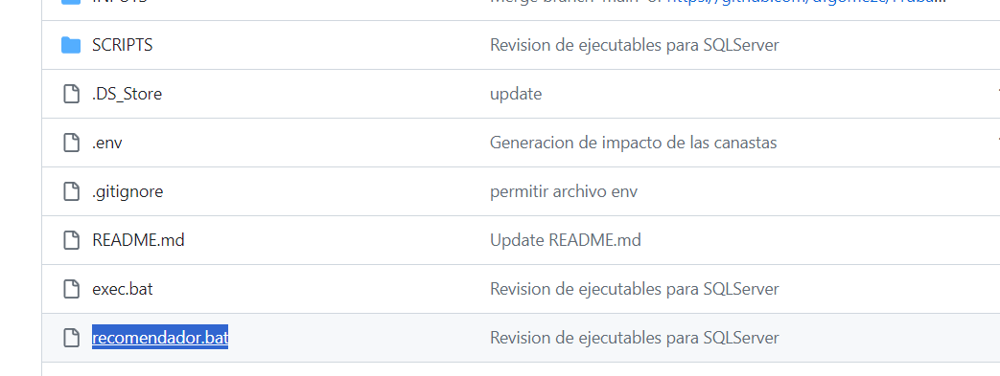 SCRIPTS Revision de ejecutables para SQLServer
.DS_Store update
.env Generacion de impacto de las canastas
.gitignore permitir archivo env
README.md Update README.md
exec.bat Revision de ejecutables para SQLServer
recomendador.bat Revision de ejecutables para SQLServer